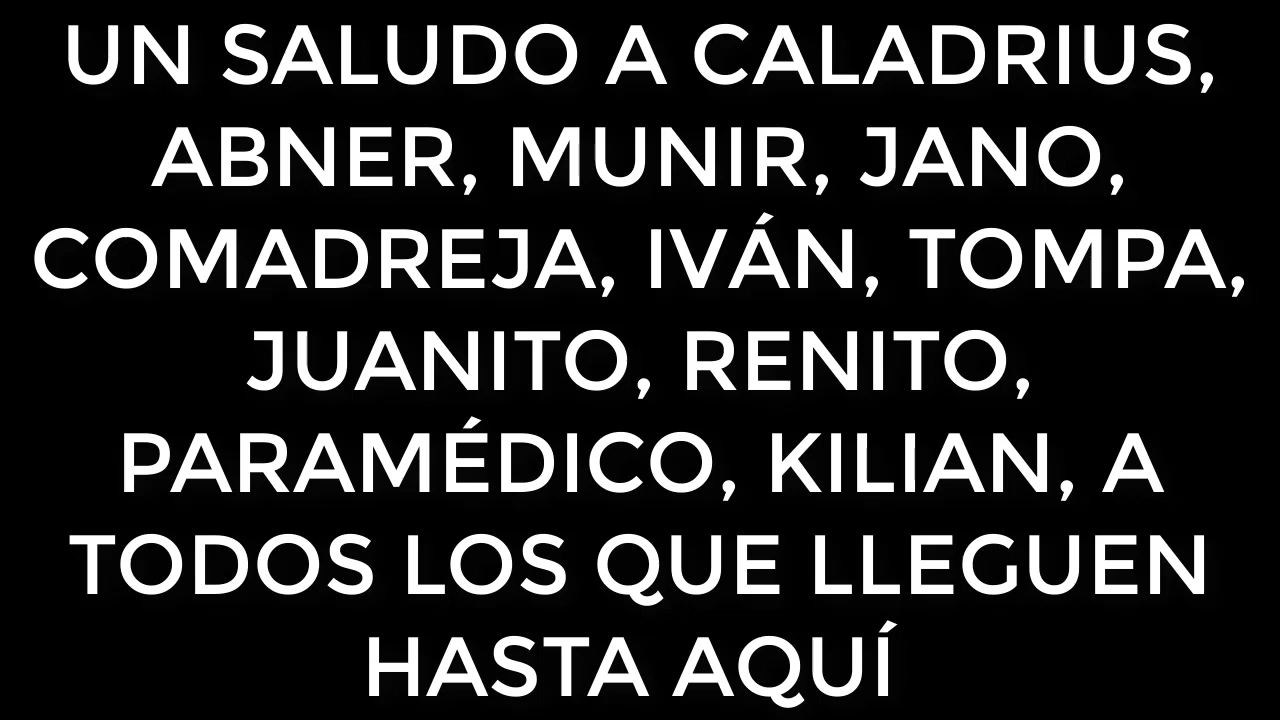 UN SALUDO A CALADRIUS,
ABNER, MUNIR, JANO,
COMADREJA, IVÁN, TOMPA,
JUANITO, RENITO,
PARAMÉDICO, KILIAN, A
TODOS LOS QUE LLEGUEN
HASTA AQUÍ